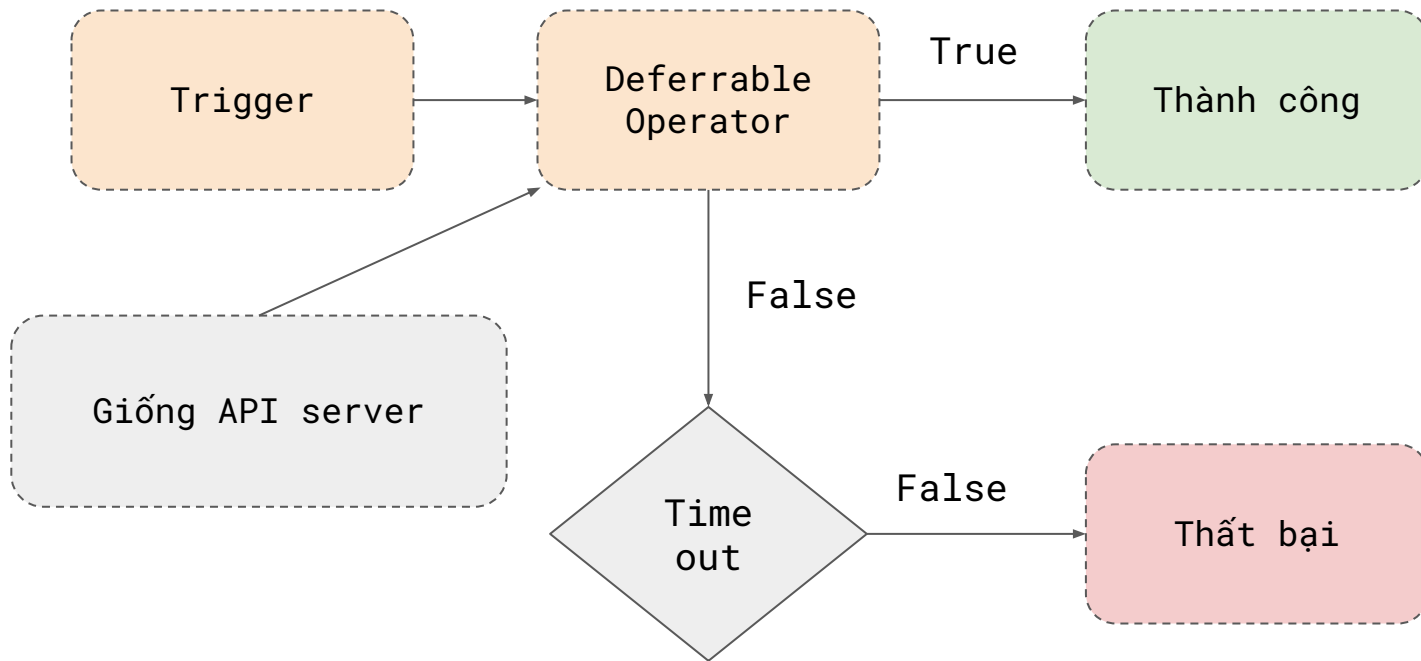 Trigger
Deferrable
Operator
True
Thành công
False
Giống API server
Time
out
False
Thất bại